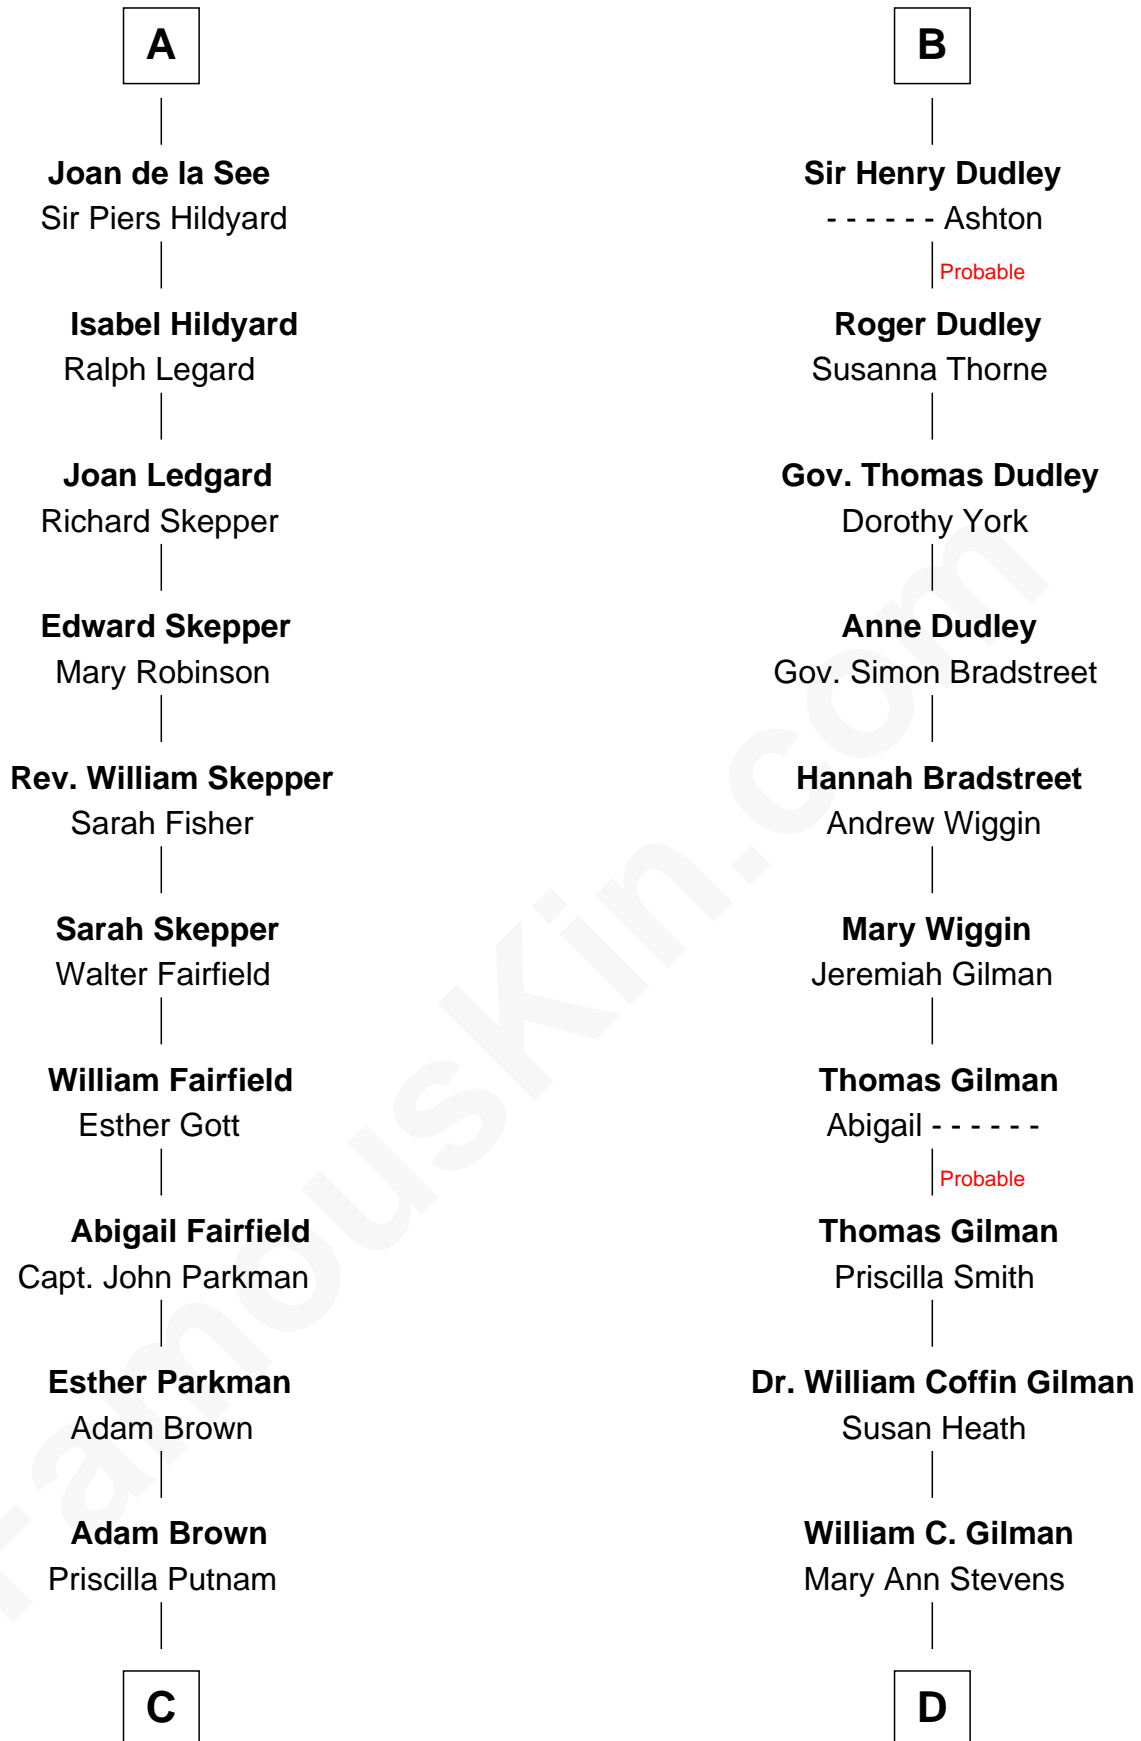 A
Joan de la See
Sir Piers Hildyard
Isabel Hildyard
Ralph Legard
Joan Ledgard
Richard Skepper
Edward Skepper
Mary Robinson
Rev. William Skepper
Sarah Fisher
Sarah Skepper
Walter Fairfield
William Fairfield
Esther Gott
Abigail Fairfield
Capt. John Parkman
Esther Parkman
Adam Brown
Adam Brown
Priscilla Putnam
C
B
Sir Henry Dudley
- - - - - - Ashton
Probable
Roger Dudley
Susanna Thorne
Gov. Thomas Dudley
Dorothy York
Anne Dudley
Gov. Simon Bradstreet
Hannah Bradstreet
Andrew Wiggin
Mary Wiggin
Jeremiah Gilman
Thomas Gilman
Abigail - - - - - -
Probable
Thomas Gilman
Priscilla Smith
Dr. William Coffin Gilman
Susan Heath
William C. Gilman
Mary Ann Stevens
D
FamousKin.com